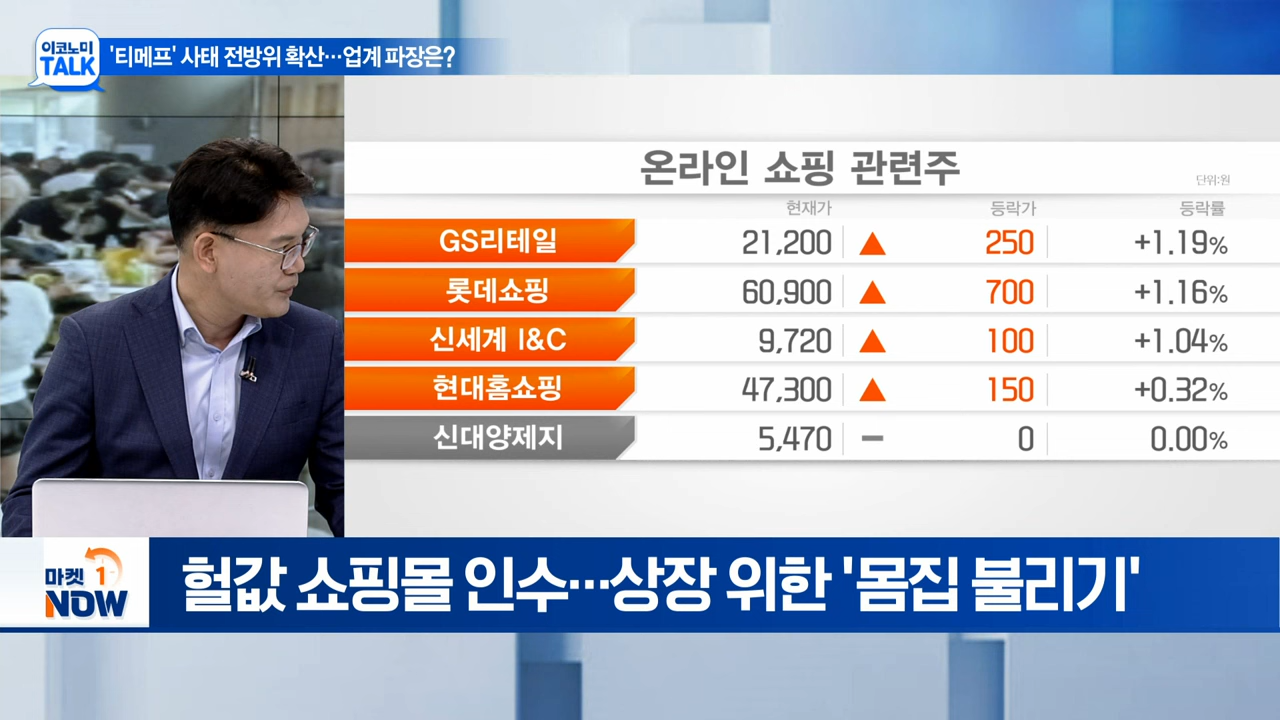 이코노미
TALK
'티메프' 사태 전방위 확산…업계 파장은?
온라인 쇼핑 관련주
단위:원
현재가 등락가 등락률
GS리테일 21,200 ▲ 250 +1.19%
롯데쇼핑 60,900 ▲ 700 +1.16%
신세계 I&C 9,720 ▲ 100 +1.04%
현대홈쇼핑 47,300 ▲ 150 +0.32%
신대양제지 5,470 - 0 0.00%
마켓 1
NOW
헐값 쇼핑몰 인수…상장 위한 '몸집 불리기'